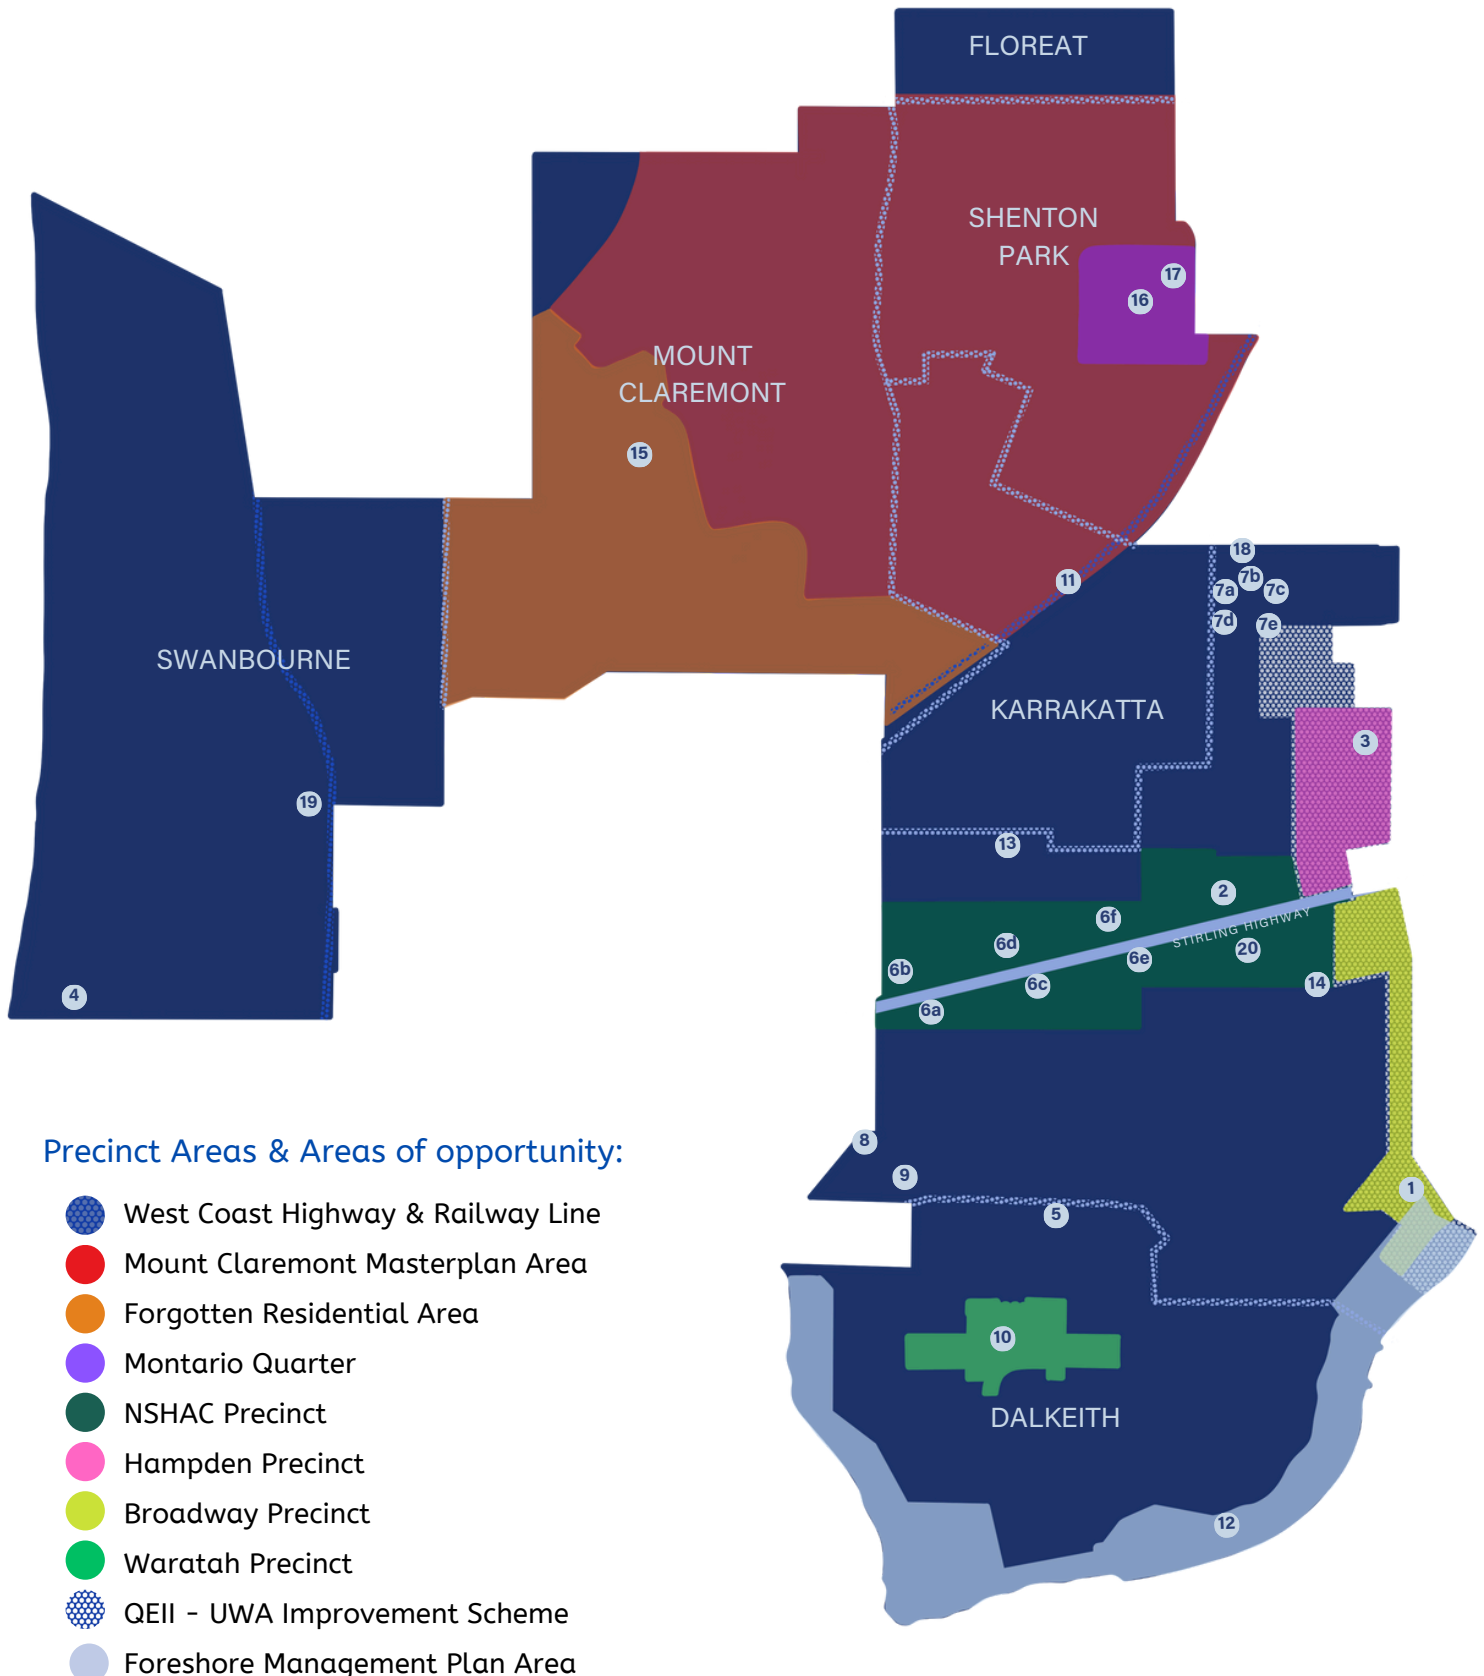 FLOREAT
SHENTON
PARK
17
16
MOUNT
CLAREMONT
15
18
11
7b
7a
7c
7d
7e
SWANBOURNE
KARRAKATTA
3
19
13
2
6f
STIRLING HIGHWAY
6d
20
6e
6b
14
6c
4
6a
8
Precinct Areas & Areas of opportunity:
9
1
West Coast Highway & Railway Line
5
Mount Claremont Masterplan Area
Forgotten Residential Area
10
Montario Quarter
NSHAC Precinct
DALKEITH
Hampden Precinct
Broadway Precinct
12
Waratah Precinct
QEII - UWA Improvement Scheme
Foreshore Management Plan Area